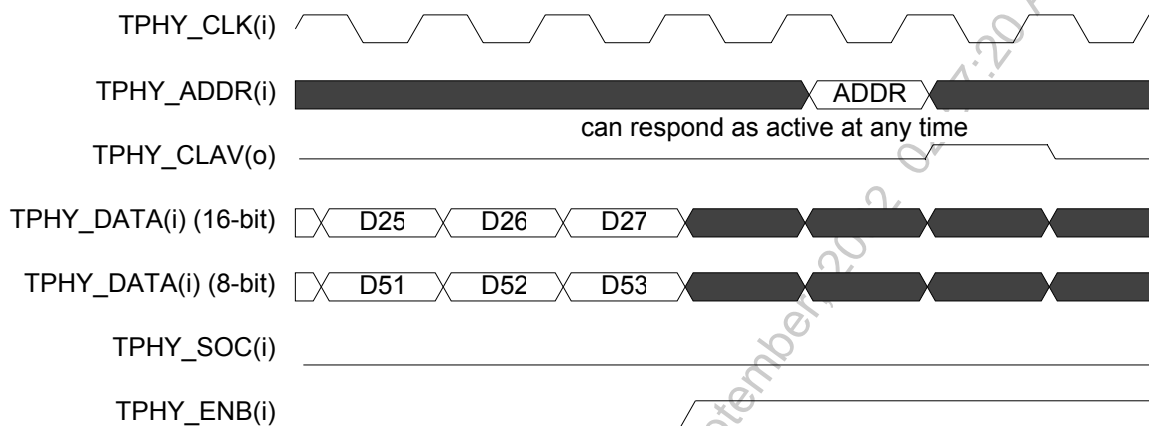 TPHY_CLK(i)
TPHY_ADDR(i) ADDR
can respond as active at any time
TPHY_CLAV(o)
TPHY_DATA(i) (16-bit) D25 D26 D27
TPHY_DATA(i) (8-bit) D51 D52 D53
TPHY_SOC(i)
TPHY_ENB(i)